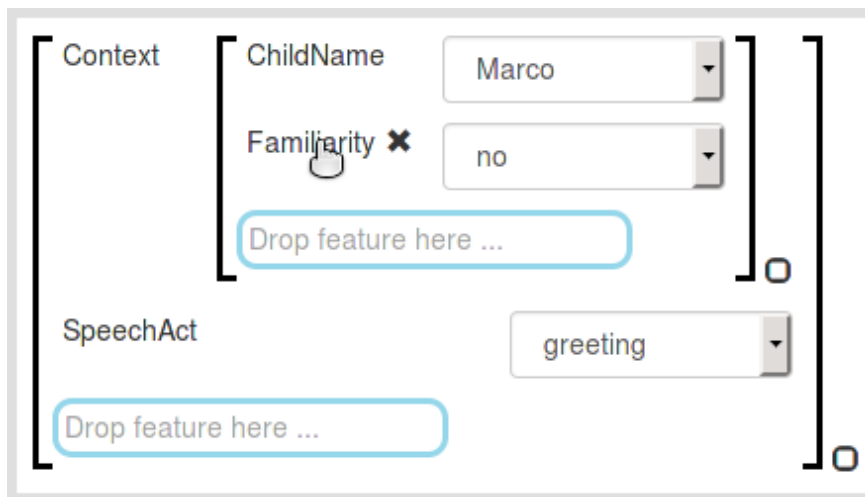 Context ChildName Marco
Familiarity ✖ no
Drop feature here ...
SpeechAct greeting
Drop feature here ...